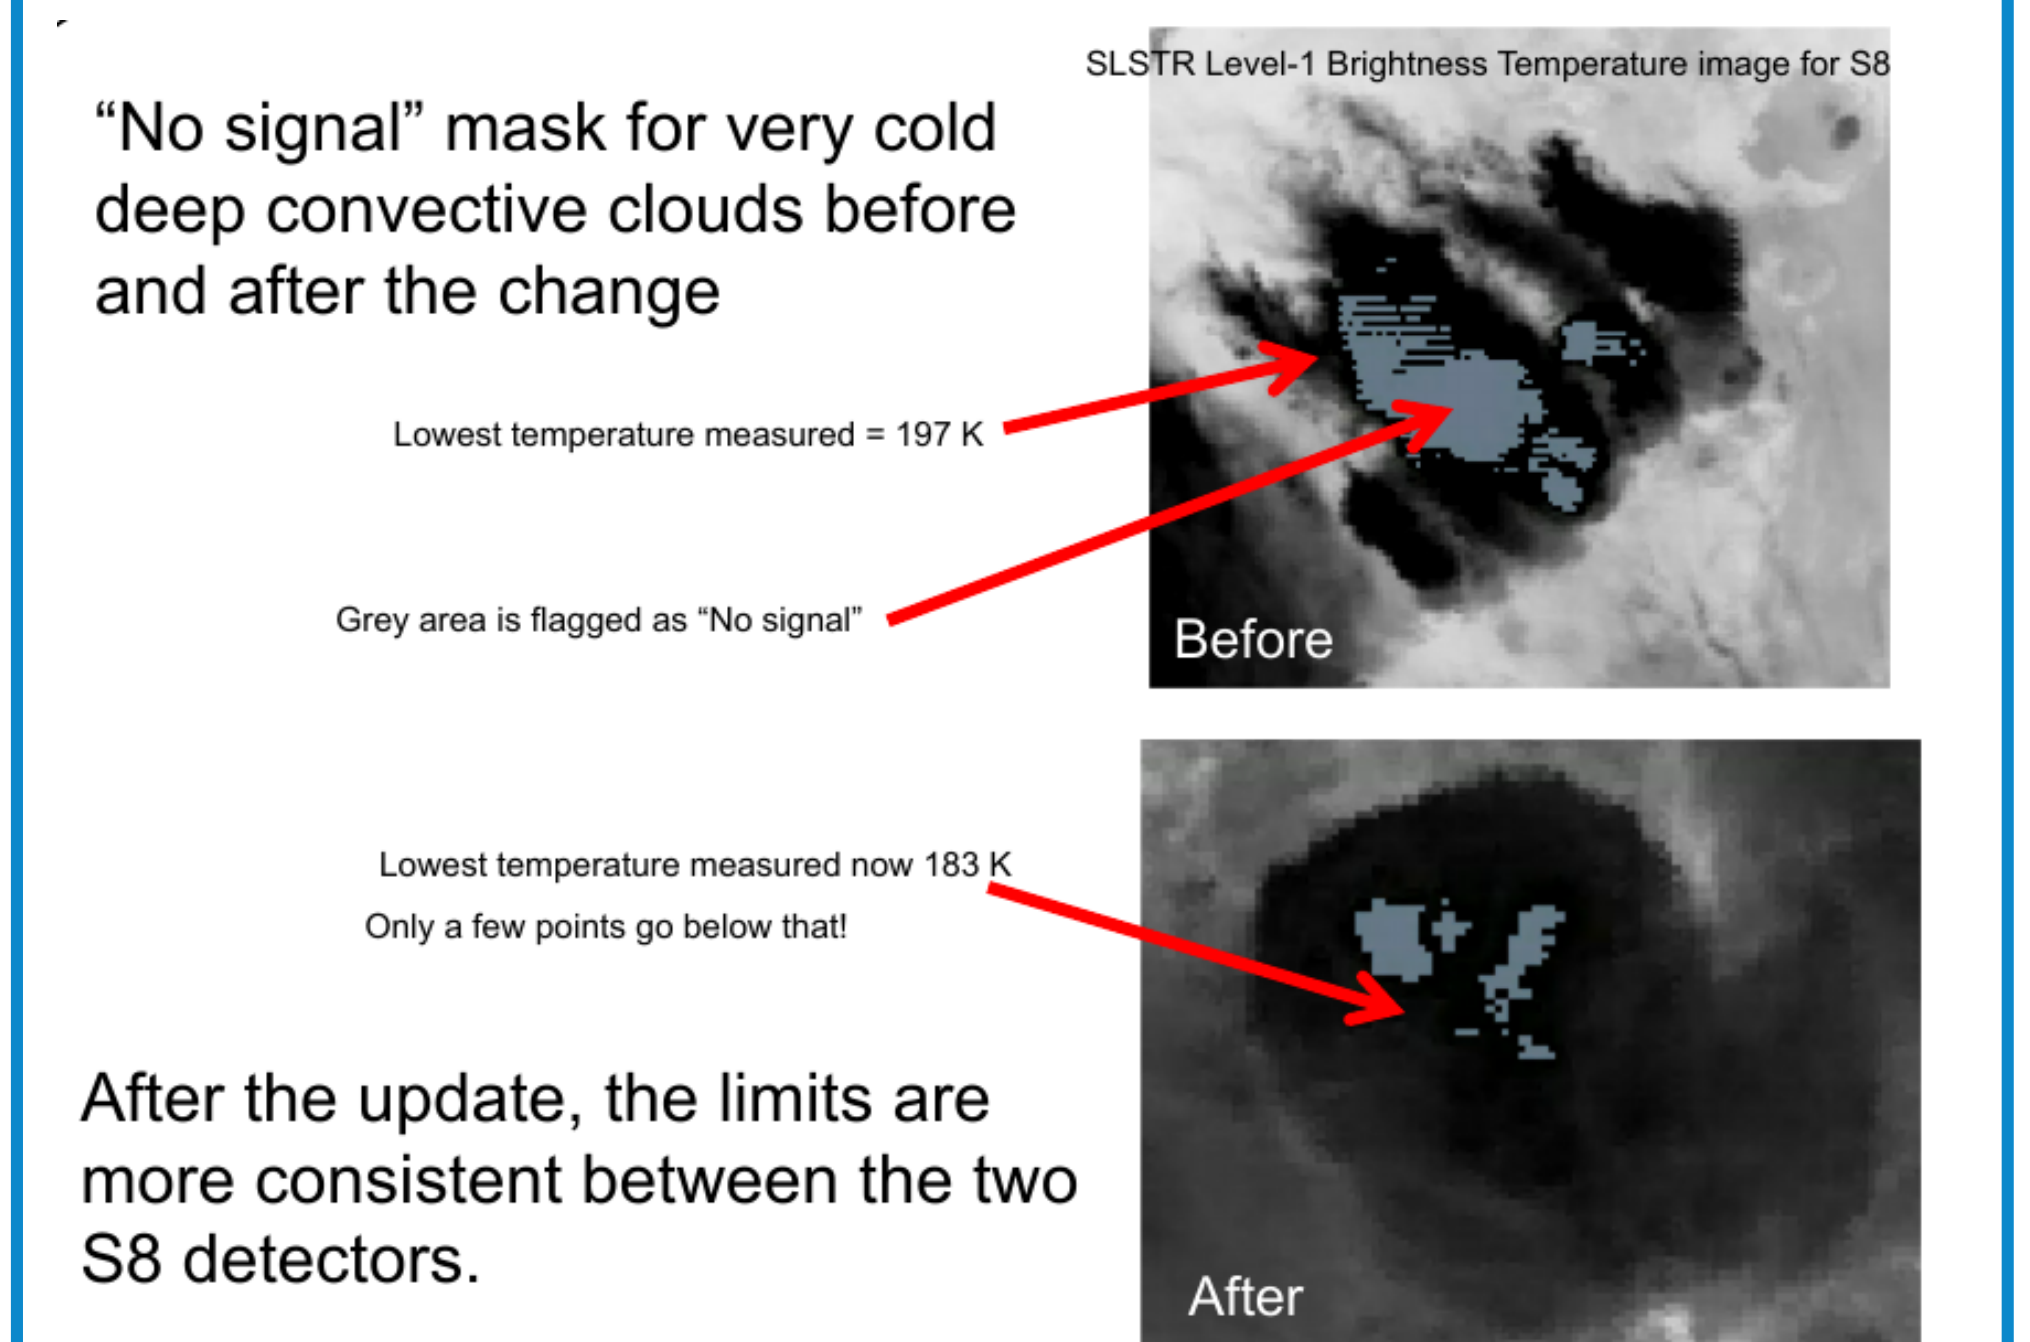 SLSTR Level-1 Brightness Temperature image for S8
“No signal” mask for very cold
deep convective clouds before
and after the change
Lowest temperature measured = 197 K
Grey area is flagged as “No signal”
Before
Lowest temperature measured now 183 K
Only a few points go below that!
After the update, the limits are
more consistent between the two
S8 detectors.
After